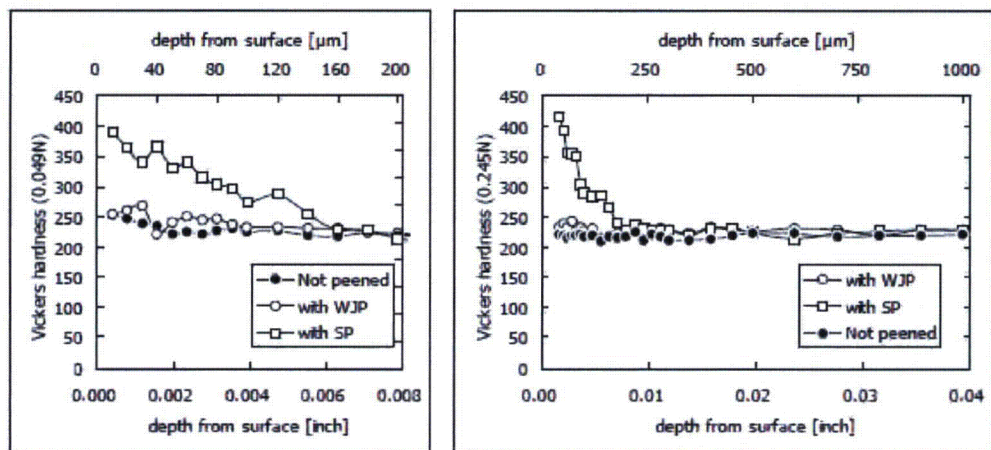 depth from surface [µm]
0 40 80 120 160 200
450
400
350
300
250
200
150
100
50
0
Vickers hardness (0.049N)
Not peened
with WJP
with SP
0.000 0.002 0.004 0.006 0.008
depth from surface [inch]
depth from surface [µm]
0 250 500 750 1000
450
400
350
300
250
200
150
100
50
0
Vickers hardness (0.245N)
with WJP
with SP
Not peened
0.00 0.01 0.02 0.03 0.04
depth from surface [inch]